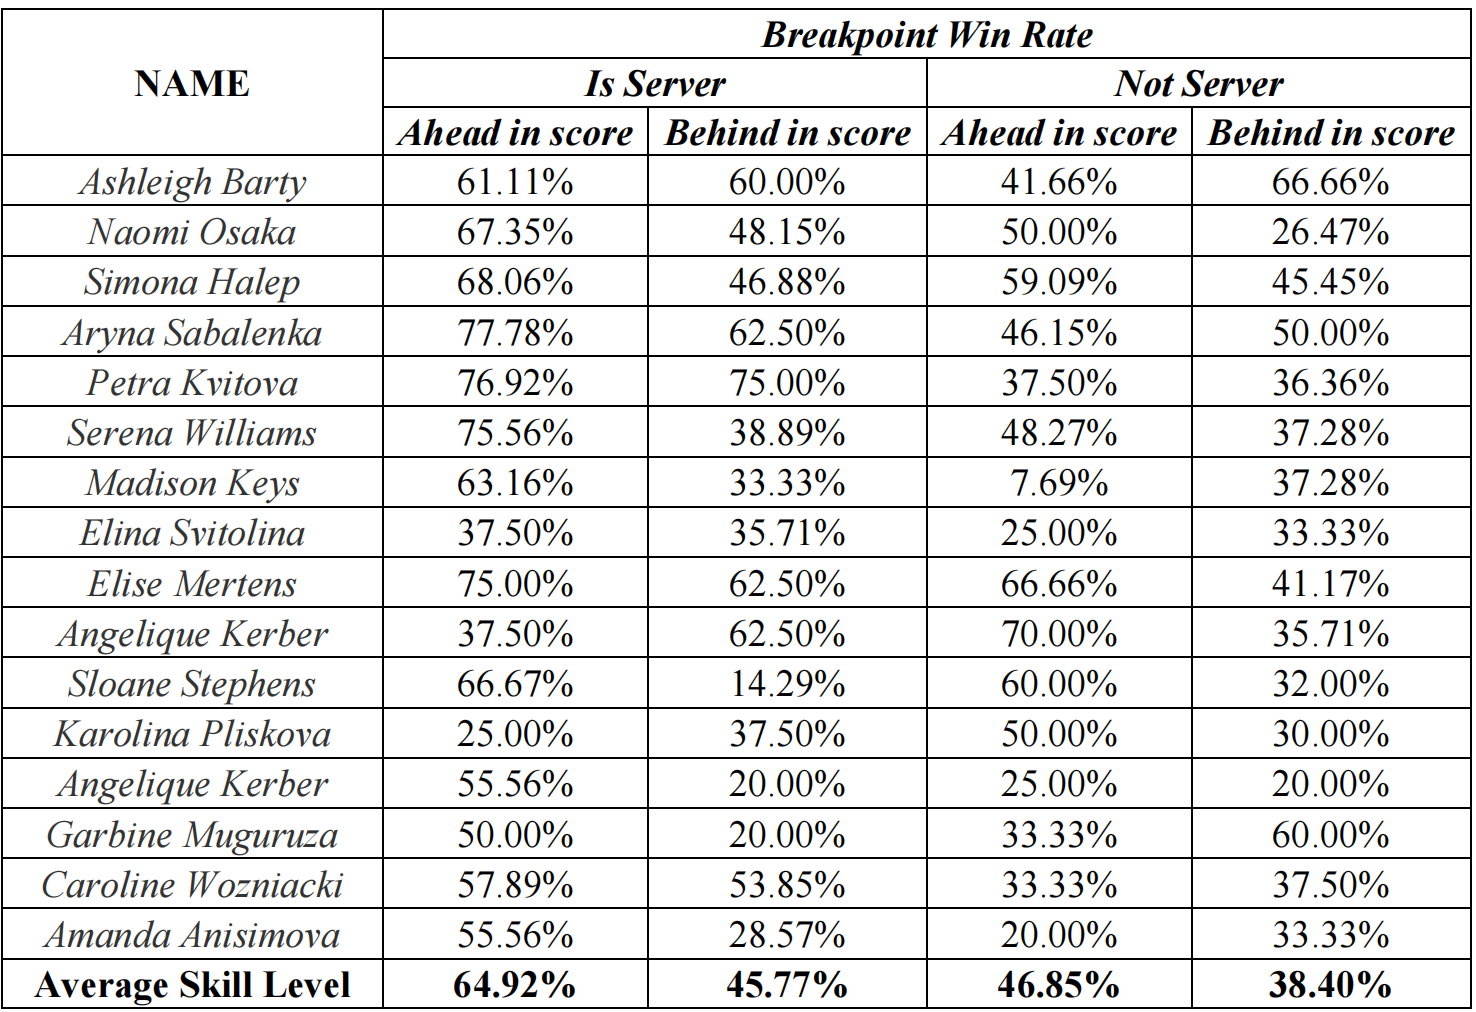 Breakpoint Win Rate
NAME Is Server Not Server
Ahead in score Behind in score Ahead in score Behind in score
Ashleigh Barty 61.11% 60.00% 41.66% 66.66%
Naomi Osaka 67.35% 48.15% 50.00% 26.47%
Simona Halep 68.06% 46.88% 59.09% 45.45%
Aryna Sabalenka 77.78% 62.50% 46.15% 50.00%
Petra Kvitova 76.92% 75.00% 37.50% 36.36%
Serena Williams 75.56% 38.89% 48.27% 37.28%
Madison Keys 63.16% 33.33% 7.69% 37.28%
Elina Svitolina 37.50% 35.71% 25.00% 33.33%
Elise Mertens 75.00% 62.50% 66.66% 41.17%
Angelique Kerber 37.50% 62.50% 70.00% 35.71%
Sloane Stephens 66.67% 14.29% 60.00% 32.00%
Karolina Pliskova 25.00% 37.50% 50.00% 30.00%
Angelique Kerber 55.56% 20.00% 25.00% 20.00%
Garbine Muguruza 50.00% 20.00% 33.33% 60.00%
Caroline Wozniacki 57.89% 53.85% 33.33% 37.50%
Amanda Anisimova 55.56% 28.57% 20.00% 33.33%
Average Skill Level 64.92% 45.77% 46.85% 38.40%